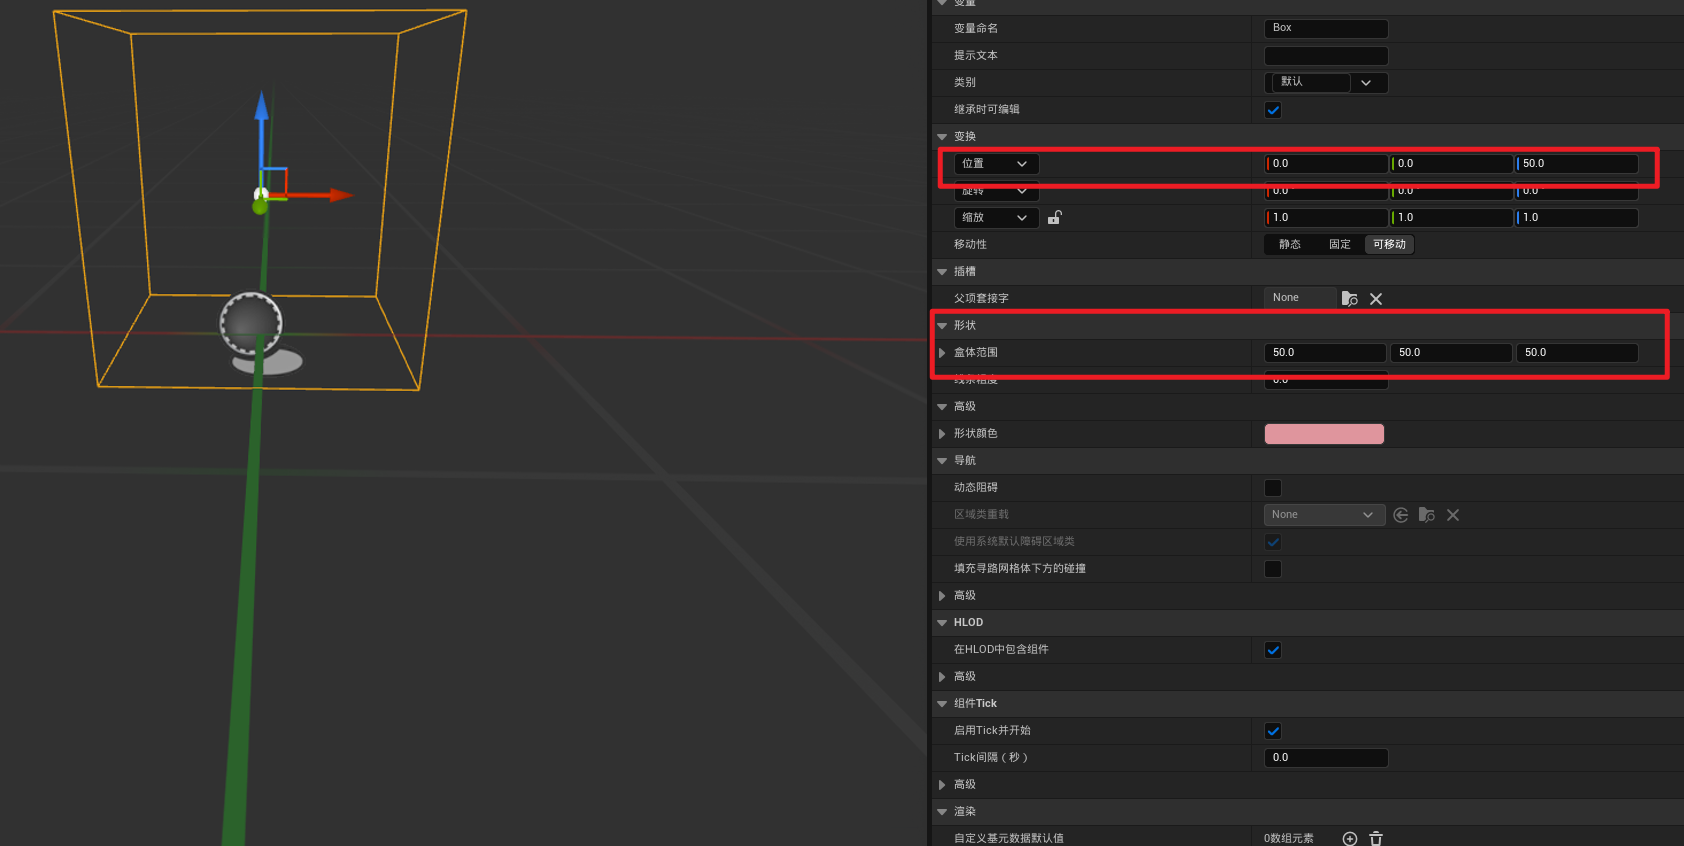 变量
变量命名 Box
提示文本
类别 默认
继承时可编辑
变换
位置 0.0 0.0 50.0
旋转 0.0° 0.0° 0.0°
缩放 1.0 1.0 1.0
移动性 静态 固定 可移动
插槽
父项套接字 None
形状
盒体范围 50.0 50.0 50.0
线条粗度 0.0
高级
形状颜色
导航
动态阻碍
区域类重载 None
使用系统默认障碍区域类
填充寻路网格体下方的碰撞
高级
HLOD
在HLOD中包含组件
高级
组件Tick
启用Tick并开始
Tick间隔（秒） 0.0
高级
渲染
自定义基元数据默认值 0数组元素